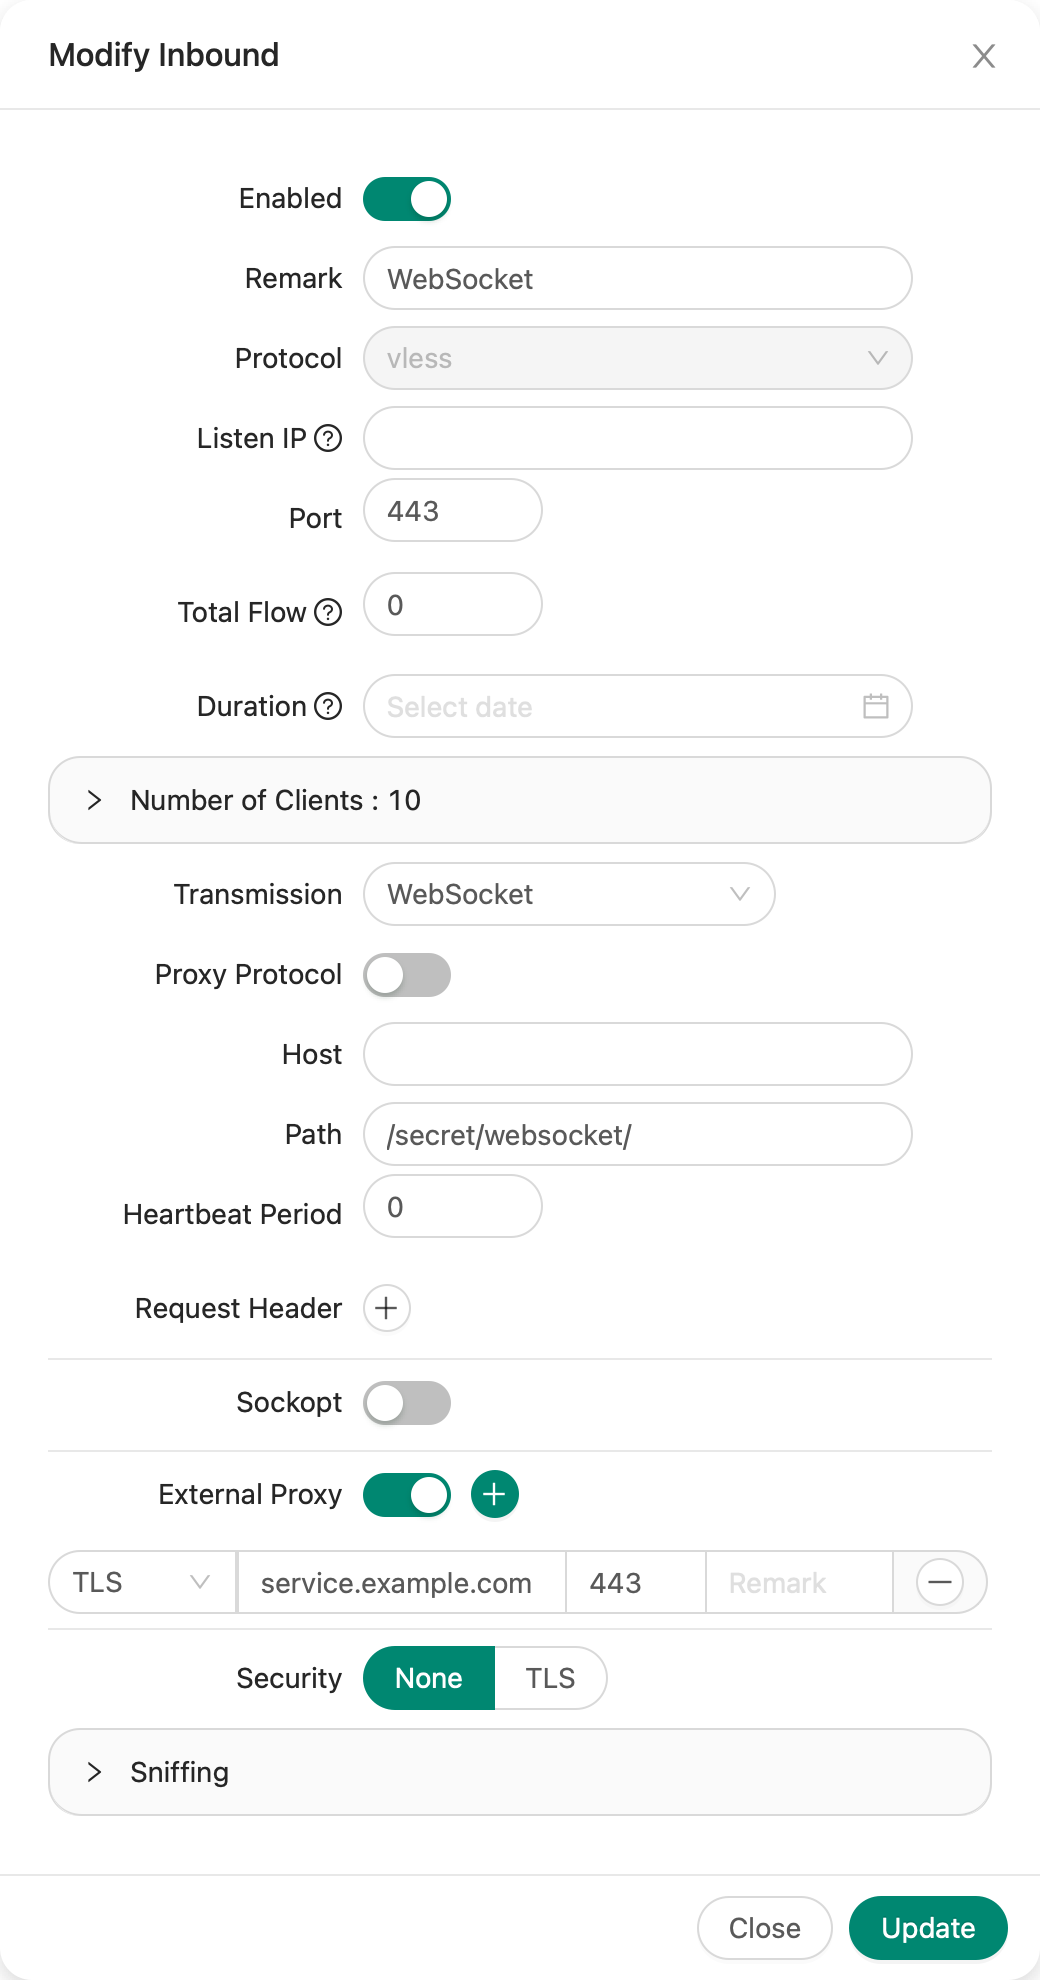 Modify Inbound
Enabled
Remark WebSocket
Protocol vless
Listen IP ?
Port 443
Total Flow ? 0
Duration ? Select date
Number of Clients : 10
Transmission WebSocket
Proxy Protocol
Host
Path /secret/websocket/
Heartbeat Period 0
Request Header
Sockopt
External Proxy
TLS service.example.com 443 Remark
Security None TLS
Sniffing
Close Update